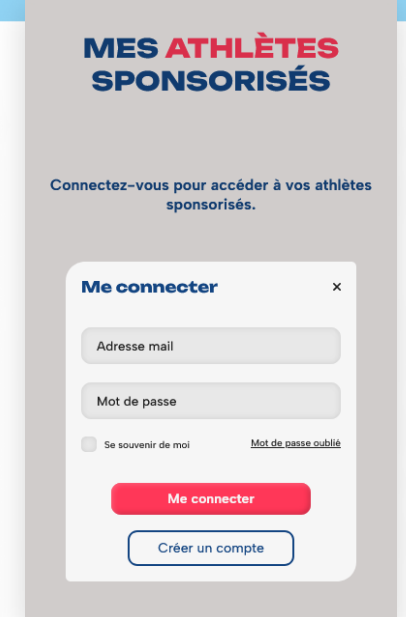 MES ATHLÈTES
SPONSORISÉS
Connectez-vous pour accéder à vos athlètes
sponsorisés.
Me connecter ×
Adresse mail
Mot de passe
Se souvenir de moi Mot de passe oublié
Me connecter
Créer un compte